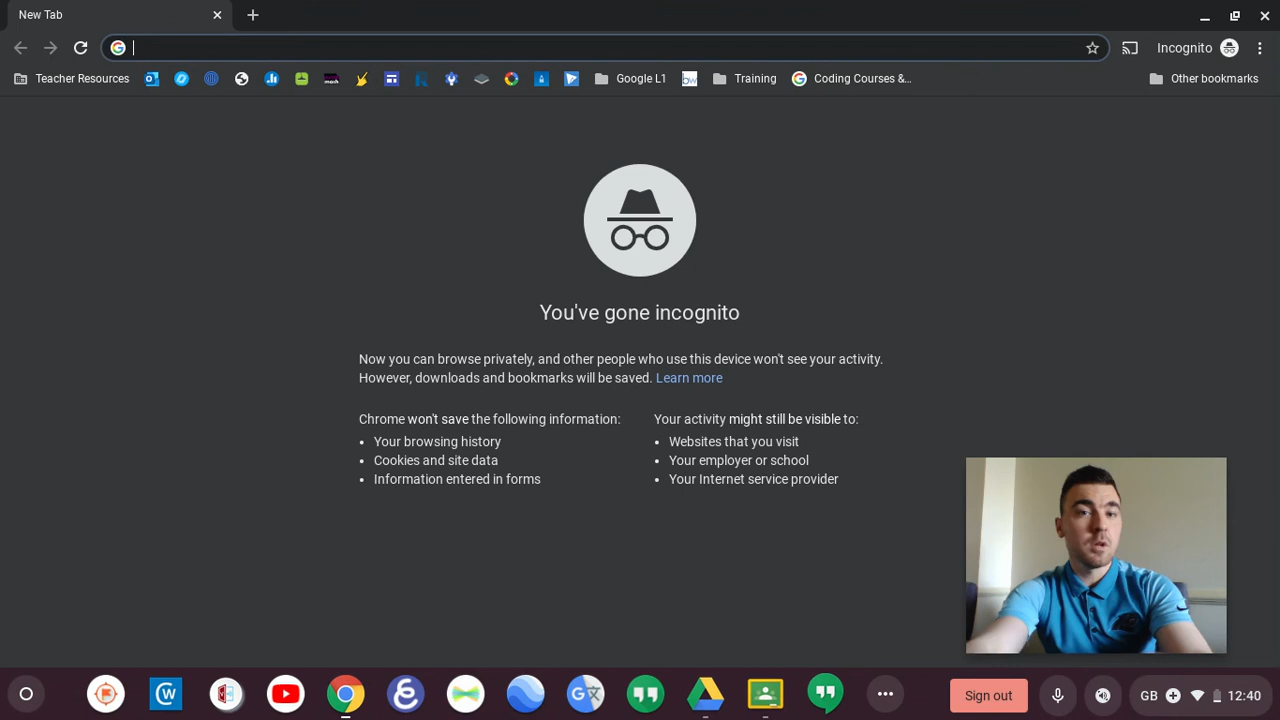 New Tab
Incognito
Teacher Resources
Google L1
Training
Coding Courses &...
Other bookmarks
You've gone incognito
Now you can browse privately, and other people who use this device won't see your activity.
However, downloads and bookmarks will be saved. Learn more
Chrome won't save the following information:
Your browsing history
Cookies and site data
Information entered in forms
Your activity might still be visible to:
Websites that you visit
Your employer or school
Your Internet service provider
Sign out
GB
12:40